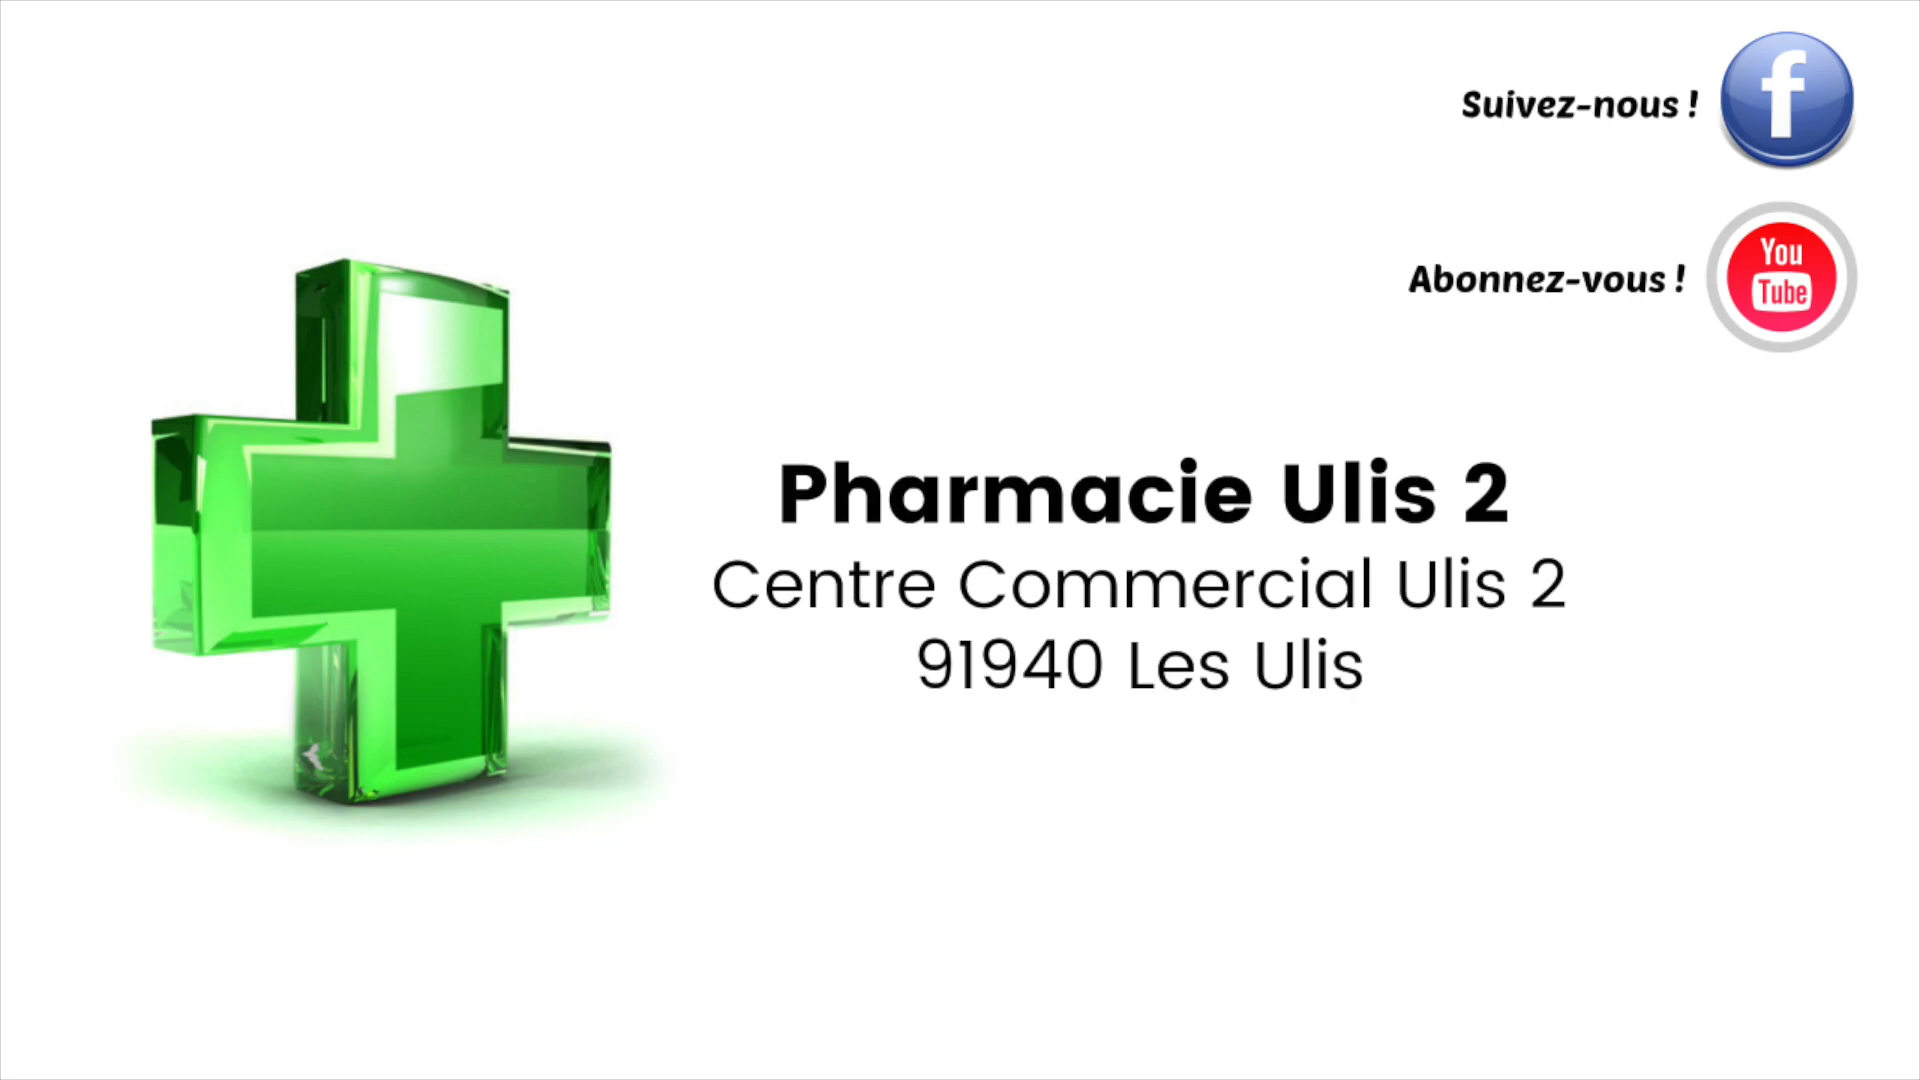 Suivez-nous !
f
Abonnez-vous !
You
Tube
Pharmacie Ulis 2
Centre Commercial Ulis 2
91940 Les Ulis